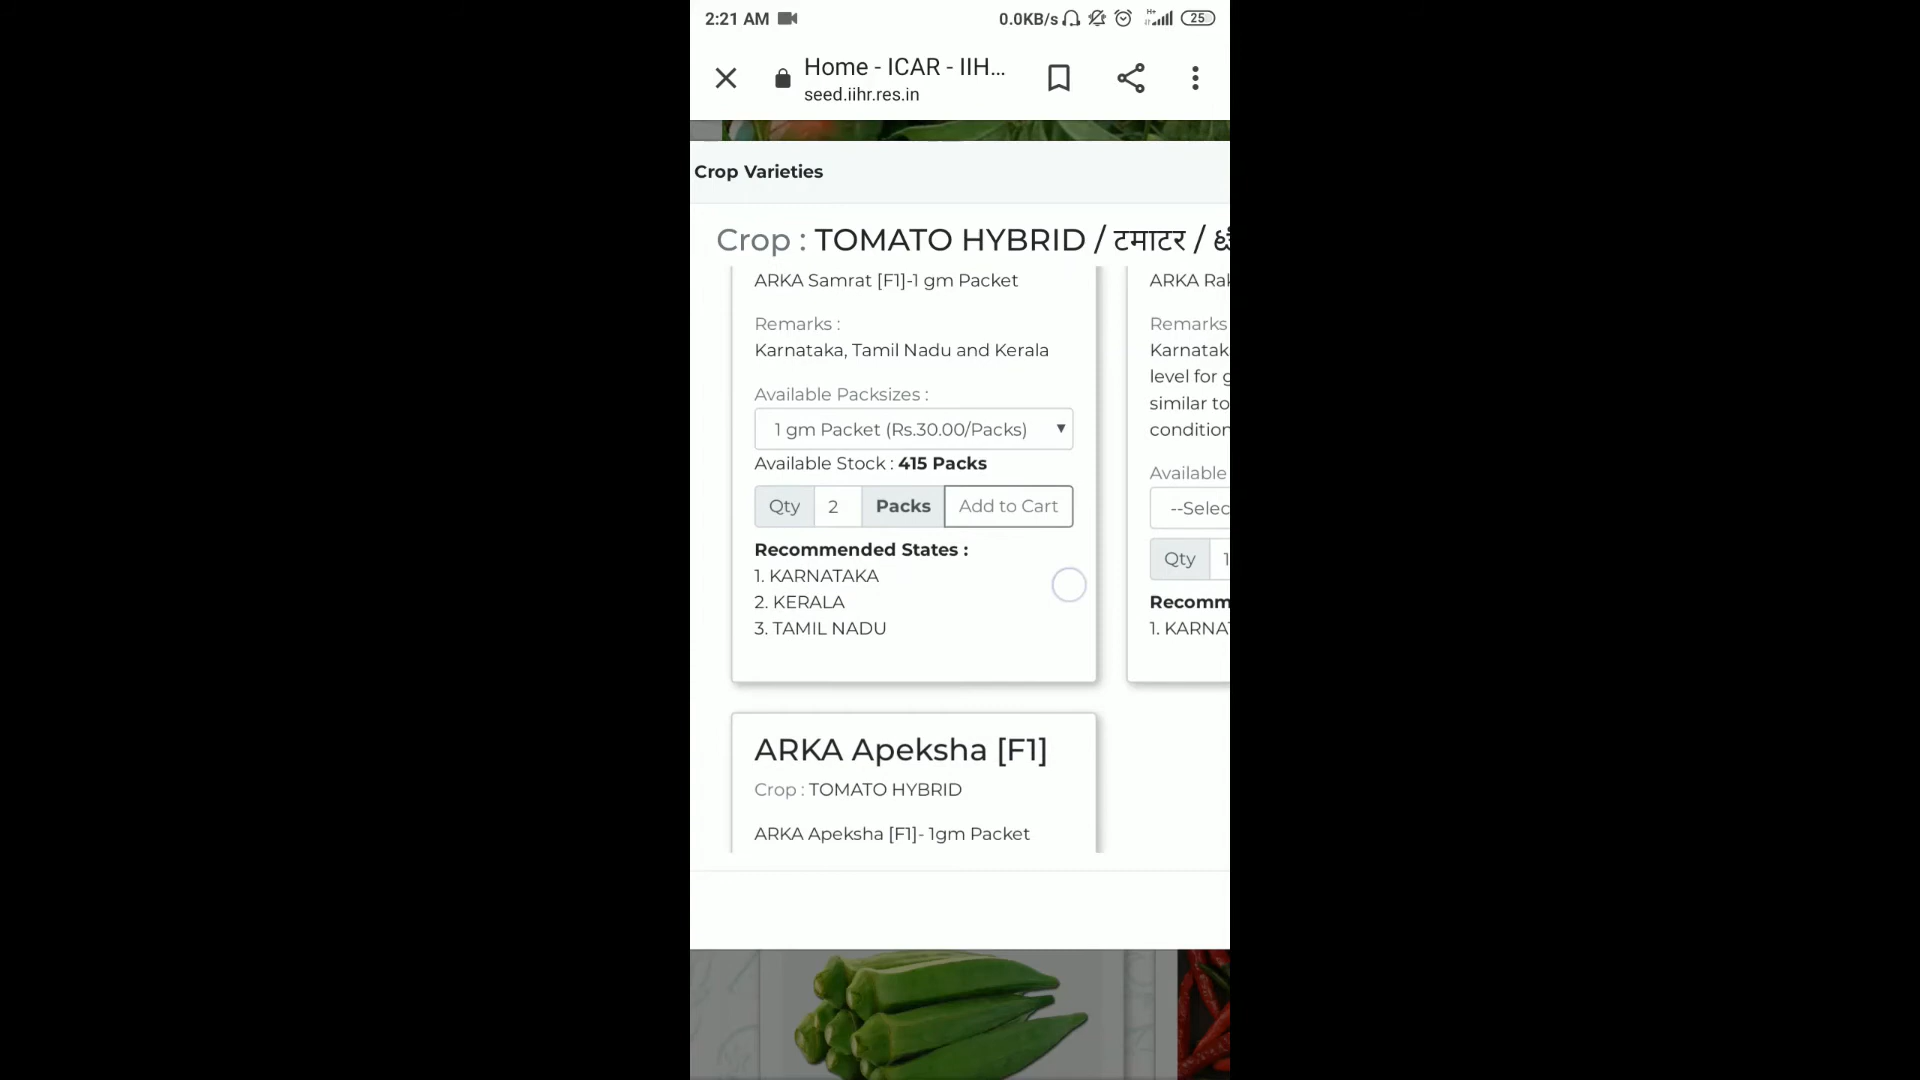 2:21 AM
0.0KB/s
H+
25
Home - ICAR - IIH...
seed.iihr.res.in
Crop Varieties
Crop : TOMATO HYBRID / टमाटर /
ARKA Samrat [F1]-1 gm Packet
Remarks :
Karnataka, Tamil Nadu and Kerala
Available Packsizes :
1 gm Packet (Rs.30.00/Packs)
Available Stock : 415 Packs
Qty 2 Packs Add to Cart
Recommended States :
1. KARNATAKA
2. KERALA
3. TAMIL NADU
ARKA Ra
Remarks
Karnatak
level for
similar to
condition
Available
--Selec
Qty 1
Recomm
1. KARNA
ARKA Apeksha [F1]
Crop : TOMATO HYBRID
ARKA Apeksha [F1]- 1gm Packet